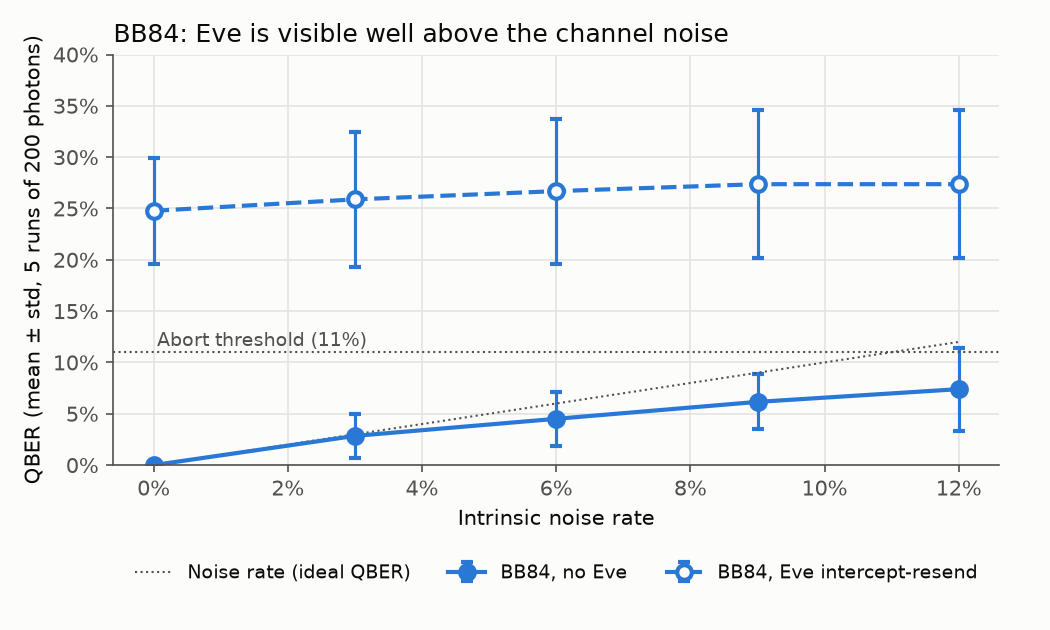 BB84: Eve is visible well above the channel noise
QBER (mean ± std, 5 runs of 200 photons)
40%
35%
30%
25%
20%
15%
10%
5%
0%
Abort threshold (11%)
0%
2%
4%
6%
8%
10%
12%
Intrinsic noise rate
Noise rate (ideal QBER)
BB84, no Eve
BB84, Eve intercept-resend